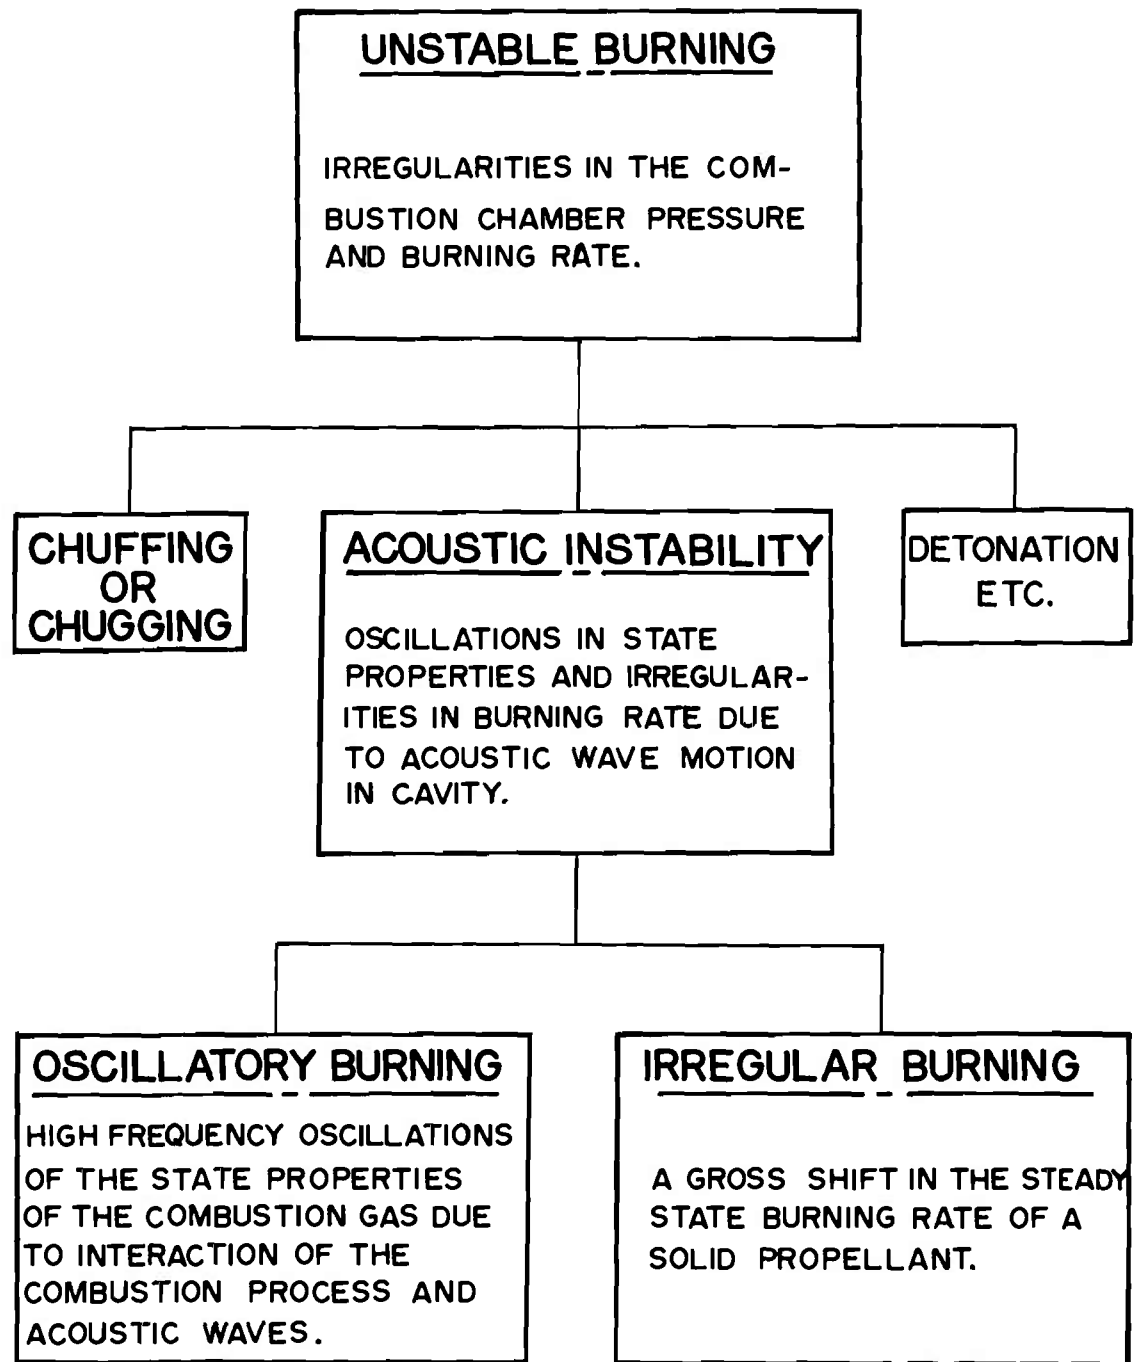 UNSTABLE BURNING
IRREGULARITIES IN THE COM-
BUSTION CHAMBER PRESSURE
AND BURNING RATE.
CHUFFING
OR
CHUGGING
ACOUSTIC INSTABILITY
OSCILLATIONS IN STATE
PROPERTIES AND IRREGULAR-
ITIES IN BURNING RATE DUE
TO ACOUSTIC WAVE MOTION
IN CAVITY.
DETONATION
ETC.
OSCILLATORY BURNING
HIGH FREQUENCY OSCILLATIONS
OF THE STATE PROPERTIES
OF THE COMBUSTION GAS DUE
TO INTERACTION OF THE
COMBUSTION PROCESS AND
ACOUSTIC WAVES.
IRREGULAR BURNING
A GROSS SHIFT IN THE STEADY
STATE BURNING RATE OF A
SOLID PROPELLANT.